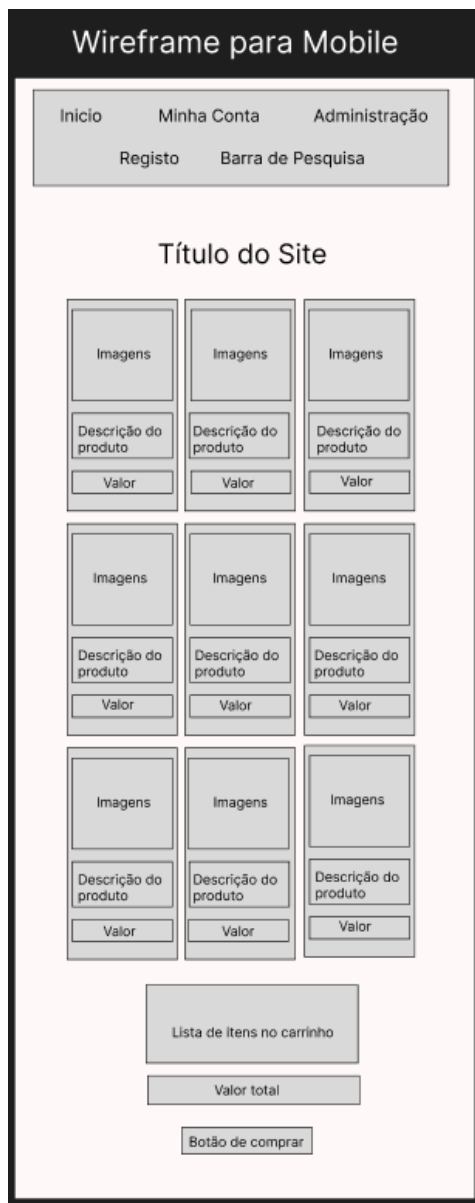 Wireframe para Mobile
Inicio Minha Conta Administração
Registo Barra de Pesquisa
Título do Site
Imagens Imagens Imagens
Descrição do produto Descrição do produto Descrição do produto
Valor Valor Valor
Imagens Imagens Imagens
Descrição do produto Descrição do produto Descrição do produto
Valor Valor Valor
Imagens Imagens Imagens
Descrição do produto Descrição do produto Descrição do produto
Valor Valor Valor
Lista de itens no carrinho
Valor total
Botão de comprar